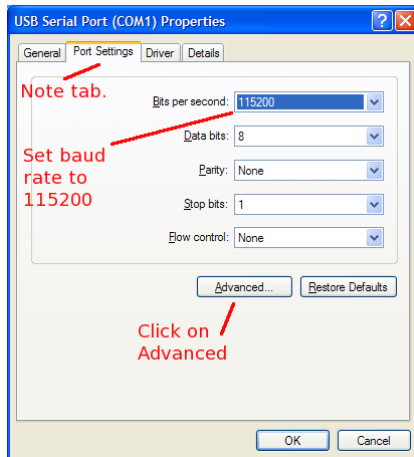 USB Serial Port (COM1) Properties
General Port Settings Driver Details
Note tab.
Bits per second: 115200
Set baud
rate to
115200
Data bits: 8
Parity: None
Stop bits: 1
Flow control: None
Advanced... Restore Defaults
Click on
Advanced
OK Cancel